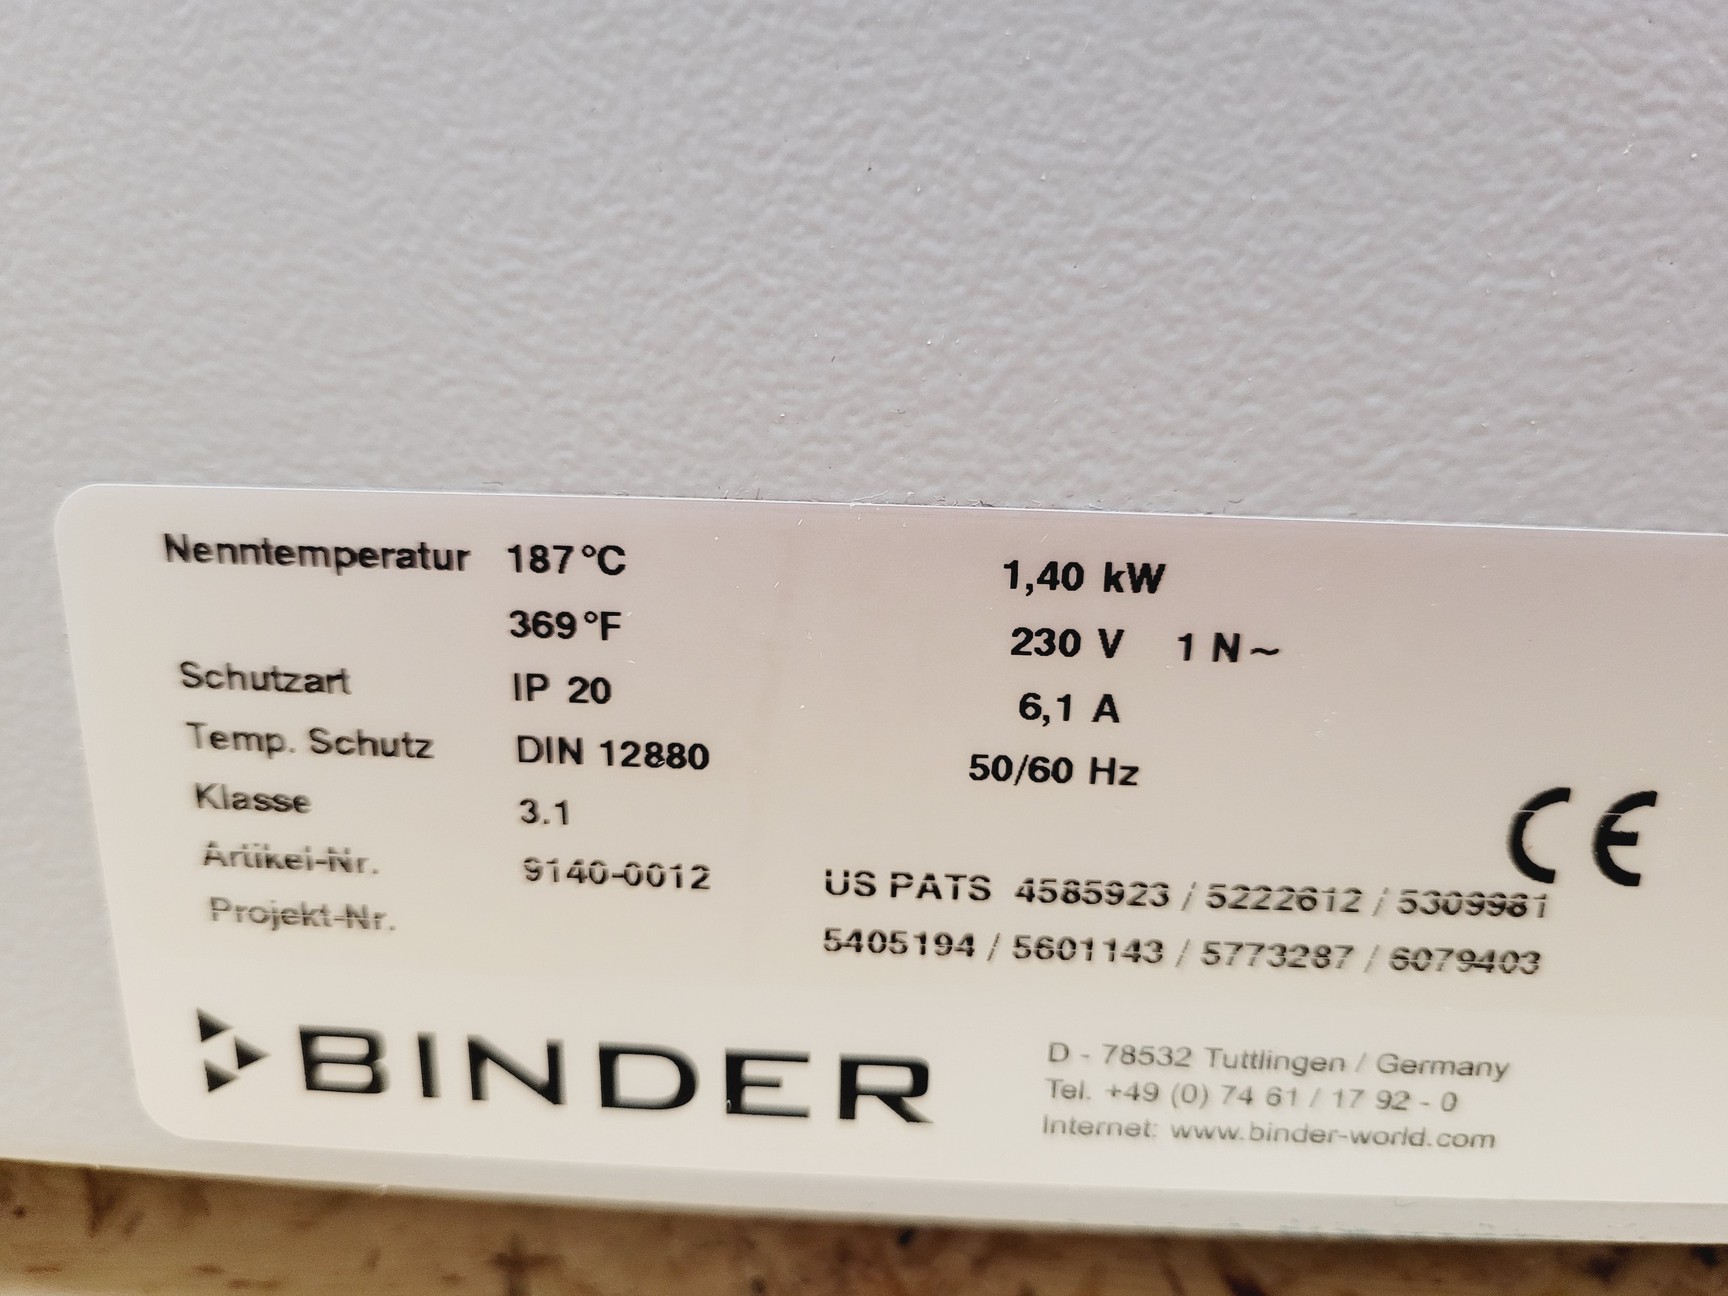 Nenntemperatur 187 °C 1,40 kW
369 °F 230 V 1 N ~
Schutzart IP 20 6,1 A
Temp. Schutz DIN 12880 50/60 Hz
Klasse 3.1
CE
Artikel-Nr. 9140-0012 US PATS 4585923 / 5222612 / 5309981
Projekt-Nr. 5405194 / 5601143 / 5773287 / 6079403
BINDER
D - 78532 Tuttlingen / Germany
Tel. +49 (0) 74 61 / 17 92 - 0
Internet: www.binder-world.com